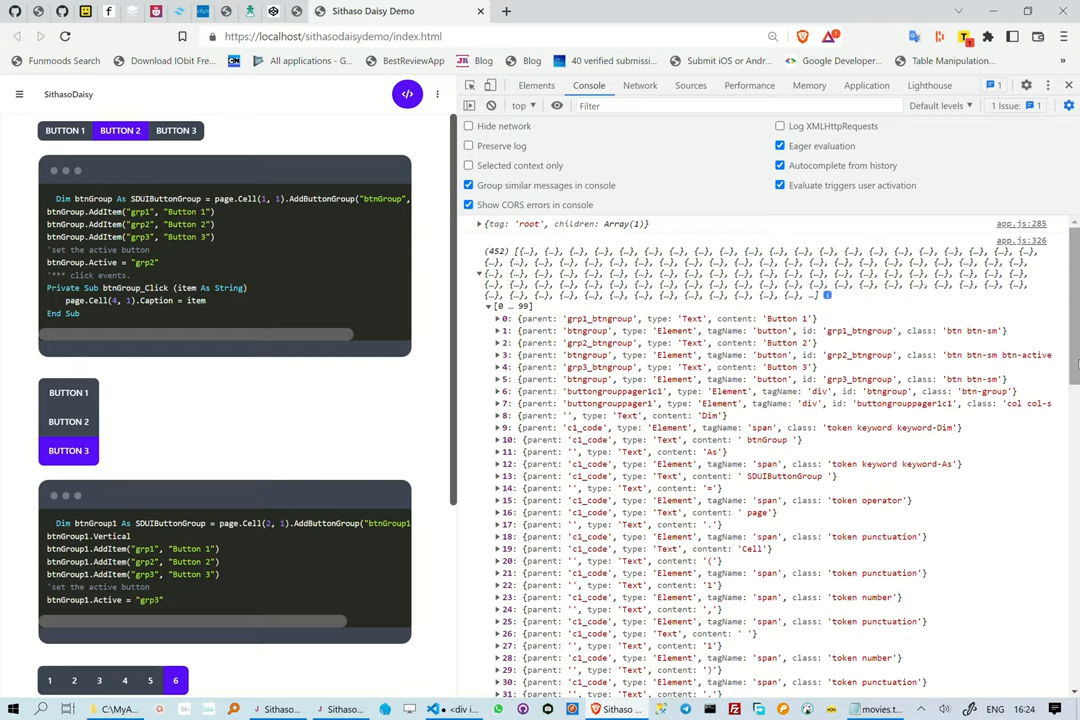 Sithaso Daisy Demo
https://localhost/sithasodaisydemo/index.html
Funmoods Search
Download IObit Fre...
All applications - G...
BestReviewApp
Blog
Blog
40 verified submissi...
Submit iOS or Andr...
Google Developer...
Table Manipulation....
»
SithasoDaisy
</>
BUTTON 1 BUTTON 2 BUTTON 3
Dim btnGroup As SDUIButtonGroup = page.Cell(1, 1).AddButtonGroup("btnGroup",
btnGroup.AddItem("grp1", "Button 1")
btnGroup.AddItem("grp2", "Button 2")
btnGroup.AddItem("grp3", "Button 3")
'set the active button
btnGroup.Active = "grp2"
'*** click events.
Private Sub btnGroup_Click (item As String)
page.Cell(4, 1).Caption = item
End Sub
BUTTON 1
BUTTON 2
BUTTON 3
Dim btnGroup1 As SDUIButtonGroup = page.Cell(2, 1).AddButtonGroup("btnGroup1
btnGroup1.Vertical
btnGroup1.AddItem("grp1", "Button 1")
btnGroup1.AddItem("grp2", "Button 2")
btnGroup1.AddItem("grp3", "Button 3")
'set the active button
btnGroup1.Active = "grp3"
1 2 3 4 5 6
Elements Console Network Sources Performance Memory Application Lighthouse 1
top Filter Default levels 1 Issue: 1
Hide network
Log XMLHttpRequests
Preserve log
Eager evaluation
Selected context only
Autocomplete from history
Group similar messages in console
Evaluate triggers user activation
Show CORS errors in console
{tag: 'root', children: Array(1)} app.js:285
app.js:326
(452) [{…}, {…}, {…}, {…}, {…}, {…}, {…}, {…}, {…}, {…}, {…}, {…}, {…}, {…}, {…}, {…},
{…}, {…}, {…}, {…}, {…}, {…}, {…}, {…}, {…}, {…}, {…}, {…}, {…}, {…}, {…}, {…}, {…},
{…}, {…}, {…}, {…}, {…}, {…}, {…}, {…}, {…}, {…}, {…}, {…}, {…}, {…}, {…}, {…}, {…},
{…}, {…}, {…}, {…}, {…}, {…}, {…}, {…}, {…}, {…}, …]
[0 … 99]
0: {parent: 'grp1_btngroup', type: 'Text', content: 'Button 1'}
1: {parent: 'btngroup', type: 'Element', tagName: 'button', id: 'grp1_btngroup', class: 'btn btn-sm'}
2: {parent: 'grp2_btngroup', type: 'Text', content: 'Button 2'}
3: {parent: 'btngroup', type: 'Element', tagName: 'button', id: 'grp2_btngroup', class: 'btn btn-sm btn-active
4: {parent: 'grp3_btngroup', type: 'Text', content: 'Button 3'}
5: {parent: 'btngroup', type: 'Element', tagName: 'button', id: 'grp3_btngroup', class: 'btn btn-sm'}
6: {parent: 'buttongrouppager1c1', type: 'Element', tagName: 'div', id: 'btngroup', class: 'btn-group'}
7: {parent: 'buttongrouppager1', type: 'Element', tagName: 'div', id: 'buttongrouppager1c1', class: 'col col-s
8: {parent: '', type: 'Text', content: 'Dim'}
9: {parent: 'c1_code', type: 'Element', tagName: 'span', class: 'token keyword keyword-Dim'}
10: {parent: 'c1_code', type: 'Text', content: ' btnGroup '}
11: {parent: '', type: 'Text', content: 'As'}
12: {parent: 'c1_code', type: 'Element', tagName: 'span', class: 'token keyword keyword-As'}
13: {parent: 'c1_code', type: 'Text', content: ' SDUIButtonGroup '}
14: {parent: '', type: 'Text', content: '='}
15: {parent: 'c1_code', type: 'Element', tagName: 'span', class: 'token operator'}
16: {parent: 'c1_code', type: 'Text', content: ' page'}
17: {parent: '', type: 'Text', content: '.'}
18: {parent: 'c1_code', type: 'Element', tagName: 'span', class: 'token punctuation'}
19: {parent: 'c1_code', type: 'Text', content: 'Cell'}
20: {parent: '', type: 'Text', content: '('}
21: {parent: 'c1_code', type: 'Element', tagName: 'span', class: 'token punctuation'}
22: {parent: '', type: 'Text', content: '1'}
23: {parent: 'c1_code', type: 'Element', tagName: 'span', class: 'token number'}
24: {parent: '', type: 'Text', content: ','}
25: {parent: 'c1_code', type: 'Element', tagName: 'span', class: 'token punctuation'}
26: {parent: 'c1_code', type: 'Text', content: ' '}
27: {parent: '', type: 'Text', content: '1'}
28: {parent: 'c1_code', type: 'Element', tagName: 'span', class: 'token number'}
29: {parent: '', type: 'Text', content: ')'}
30: {parent: 'c1_code', type: 'Element', tagName: 'span', class: 'token punctuation'}
31: {parent: '', type: 'Text', content: '.'}
C:\MyA... Sithaso... Sithaso... <div i... Sithaso ... movies.t... ENG 16:24